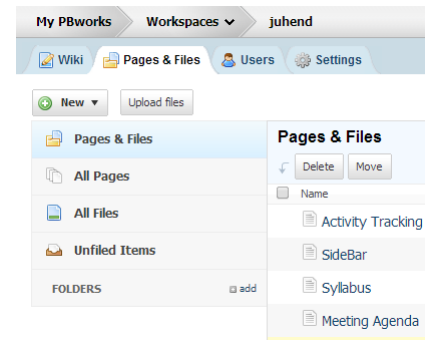 My PBworks Workspaces juhend
Wiki Pages & Files Users Settings
New Upload files
Pages & Files
All Pages
All Files
Unfiled Items
FOLDERS add
Pages & Files
Delete Move
Name
Activity Tracking
SideBar
Syllabus
Meeting Agenda